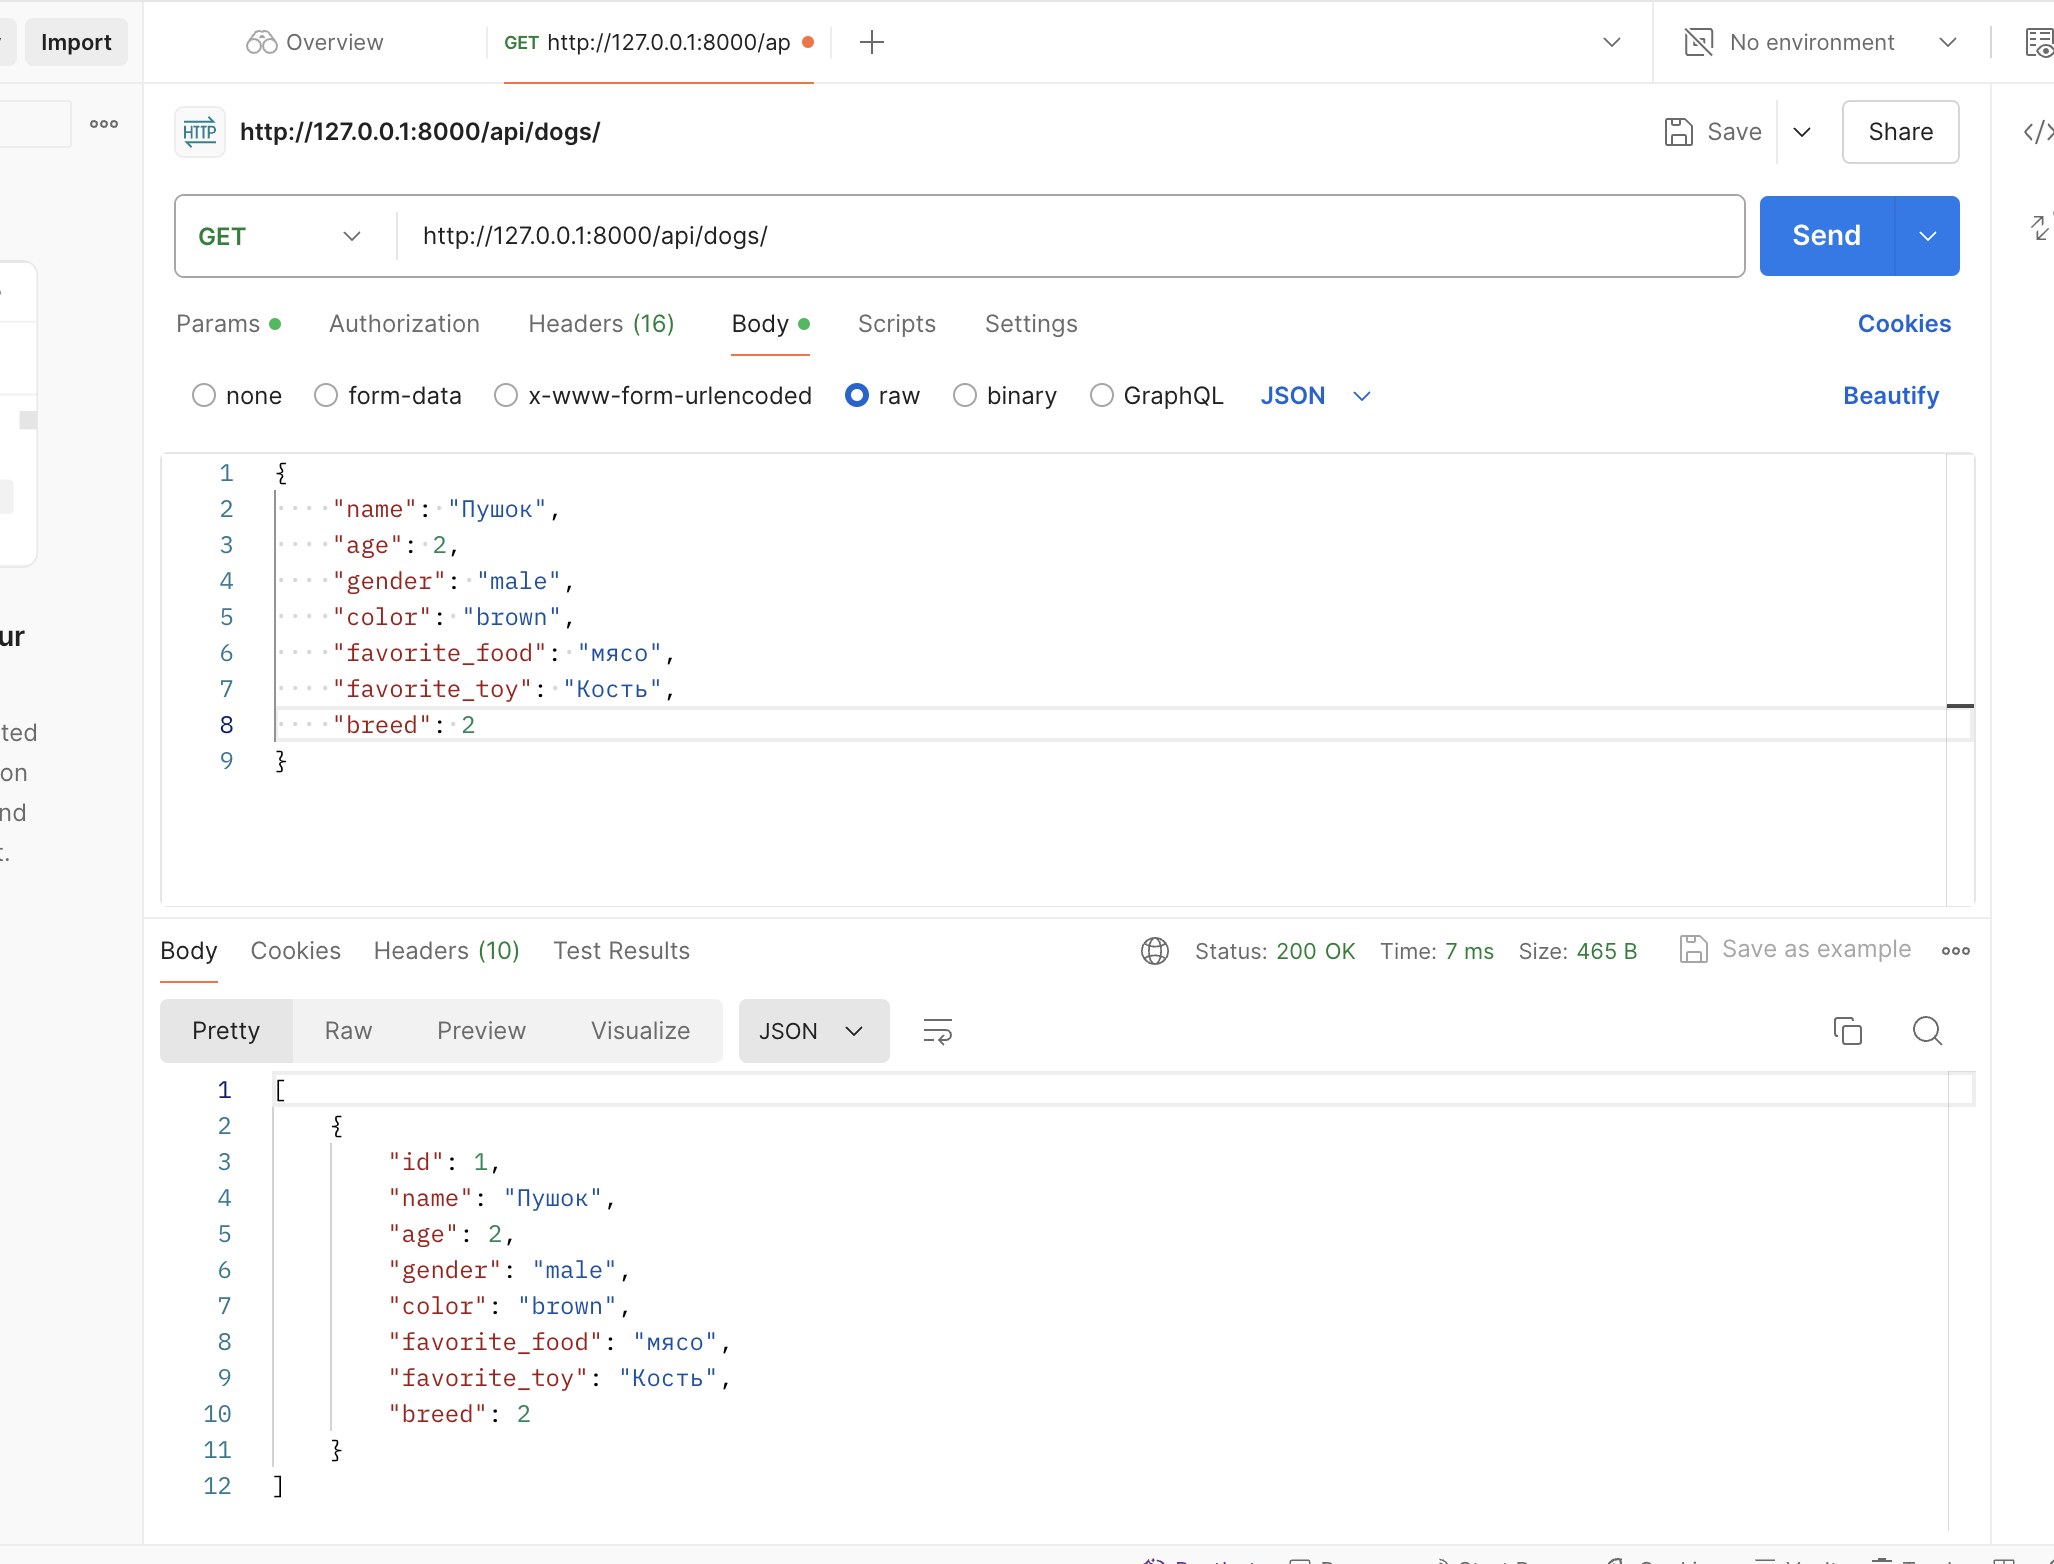 Import
Overview
GET http://127.0.0.1:8000/ap
No environment
HTTP http://127.0.0.1:8000/api/dogs/
Save
Share
GET http://127.0.0.1:8000/api/dogs/
Send
Params Authorization Headers (16) Body Scripts Settings Cookies
none form-data x-www-form-urlencoded raw binary GraphQL JSON Beautify
1 {
2 "name": "Пушок",
3 "age": 2,
4 "gender": "male",
5 "color": "brown",
6 "favorite_food": "мясо",
7 "favorite_toy": "Кость",
8 "breed": 2
9 }
Body Cookies Headers (10) Test Results Status: 200 OK Time: 7 ms Size: 465 B Save as example
Pretty Raw Preview Visualize JSON
1 [
2 {
3 "id": 1,
4 "name": "Пушок",
5 "age": 2,
6 "gender": "male",
7 "color": "brown",
8 "favorite_food": "мясо",
9 "favorite_toy": "Кость",
10 "breed": 2
11 }
12 ]